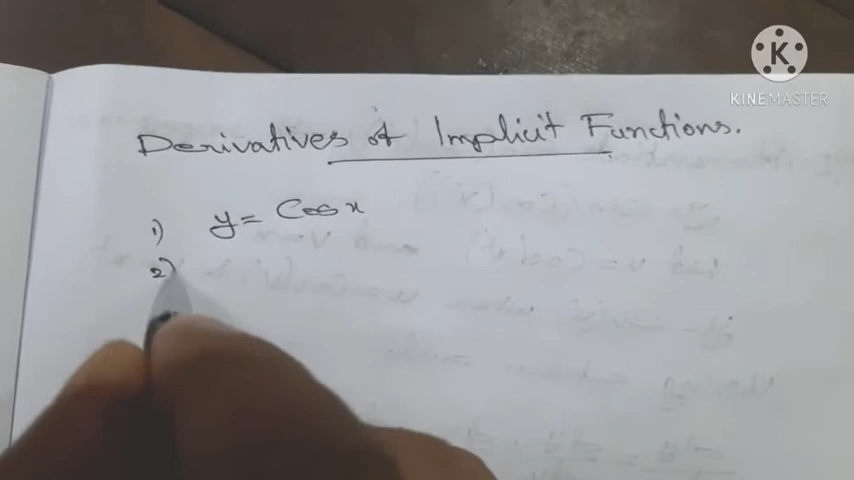 K
KINEMASTER
Derivatives of Implicit Functions.
1) y = Cos x
2)